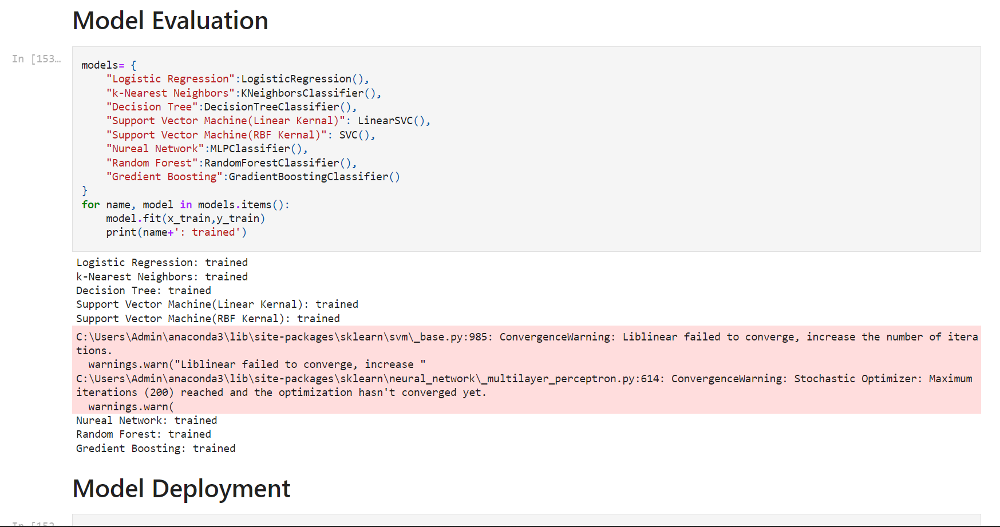 Model Evaluation
In [153…
models= {
    "Logistic Regression":LogisticRegression(),
    "k-Nearest Neighbors":KNeighborsClassifier(),
    "Decision Tree":DecisionTreeClassifier(),
    "Support Vector Machine(Linear Kernal)": LinearSVC(),
    "Support Vector Machine(RBF Kernal)": SVC(),
    "Nureal Network":MLPClassifier(),
    "Random Forest":RandomForestClassifier(),
    "Gredient Boosting":GradientBoostingClassifier()
}
for name, model in models.items():
    model.fit(x_train,y_train)
    print(name+': trained')
Logistic Regression: trained
k-Nearest Neighbors: trained
Decision Tree: trained
Support Vector Machine(Linear Kernal): trained
Support Vector Machine(RBF Kernal): trained
C:\Users\Admin\anaconda3\lib\site-packages\sklearn\svm\_base.py:985: ConvergenceWarning: Liblinear failed to converge, increase the number of itera
tions.
  warnings.warn("Liblinear failed to converge, increase "
C:\Users\Admin\anaconda3\lib\site-packages\sklearn\neural_network\_multilayer_perceptron.py:614: ConvergenceWarning: Stochastic Optimizer: Maximum
iterations (200) reached and the optimization hasn't converged yet.
  warnings.warn(
Nureal Network: trained
Random Forest: trained
Gredient Boosting: trained
Model Deployment